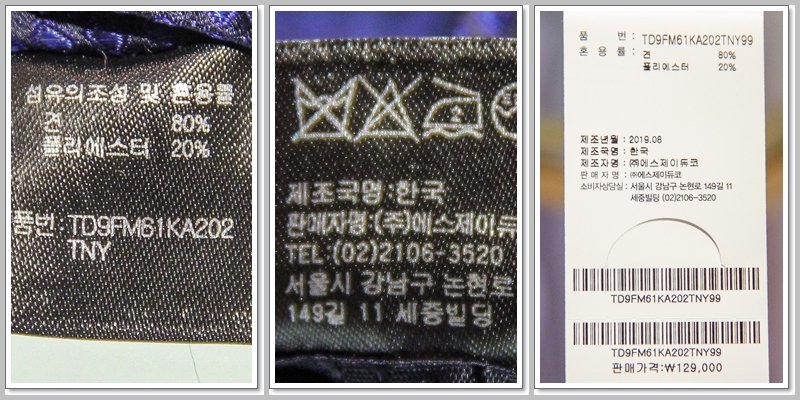 섬유의조성 및 혼용률
견 80%
폴리에스터 20%
품번: TD9FM61KA202
TNY
2
제조국명:한국
판매자명:(주)에스제이듀
TEL.(02)2106-3520
서울시 강남구 논현로
149길 11 세중빌딩
품 번: TD9FM61KA202TNY99
혼 용 률: 견 80%
폴리에스터 20%
제조년월 : 2019.08
제조국명 : 한국
제조자명 : ㈜에스제이듀코
판매자명 : ㈜에스제이듀코
소비자상담실 : 서울시 강남구 논현로 149길 11
세중빌딩 (02)2106-3520
TD9FM61KA202TNY99
TD9FM61KA202TNY99
판매가격:₩129,000